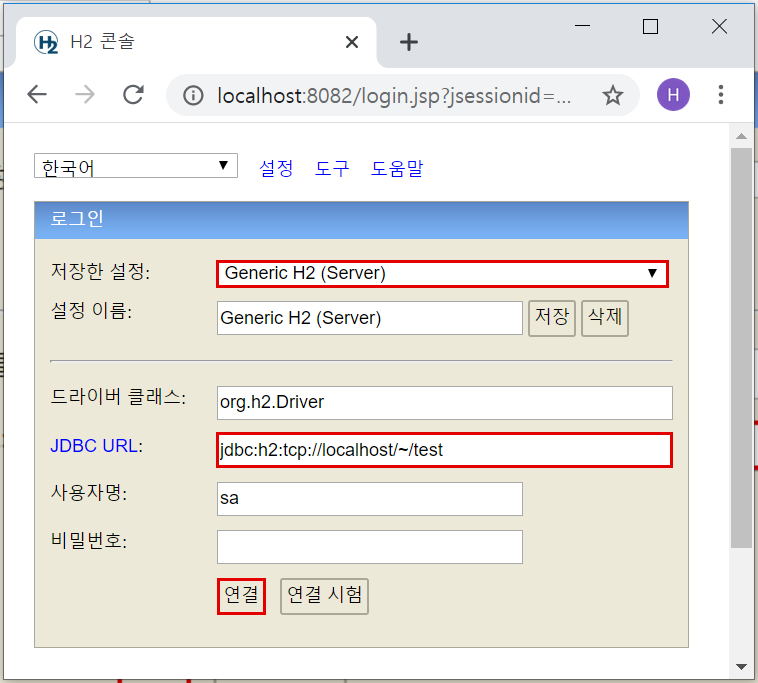 H2 콘솔
localhost:8082/login.jsp?jsessionid=...
H
한국어 설정 도구 도움말
로그인
저장한 설정: Generic H2 (Server)
설정 이름: Generic H2 (Server) 저장 삭제
드라이버 클래스: org.h2.Driver
JDBC URL: jdbc:h2:tcp://localhost/~/test
사용자명: sa
비밀번호:
연결 연결 시험